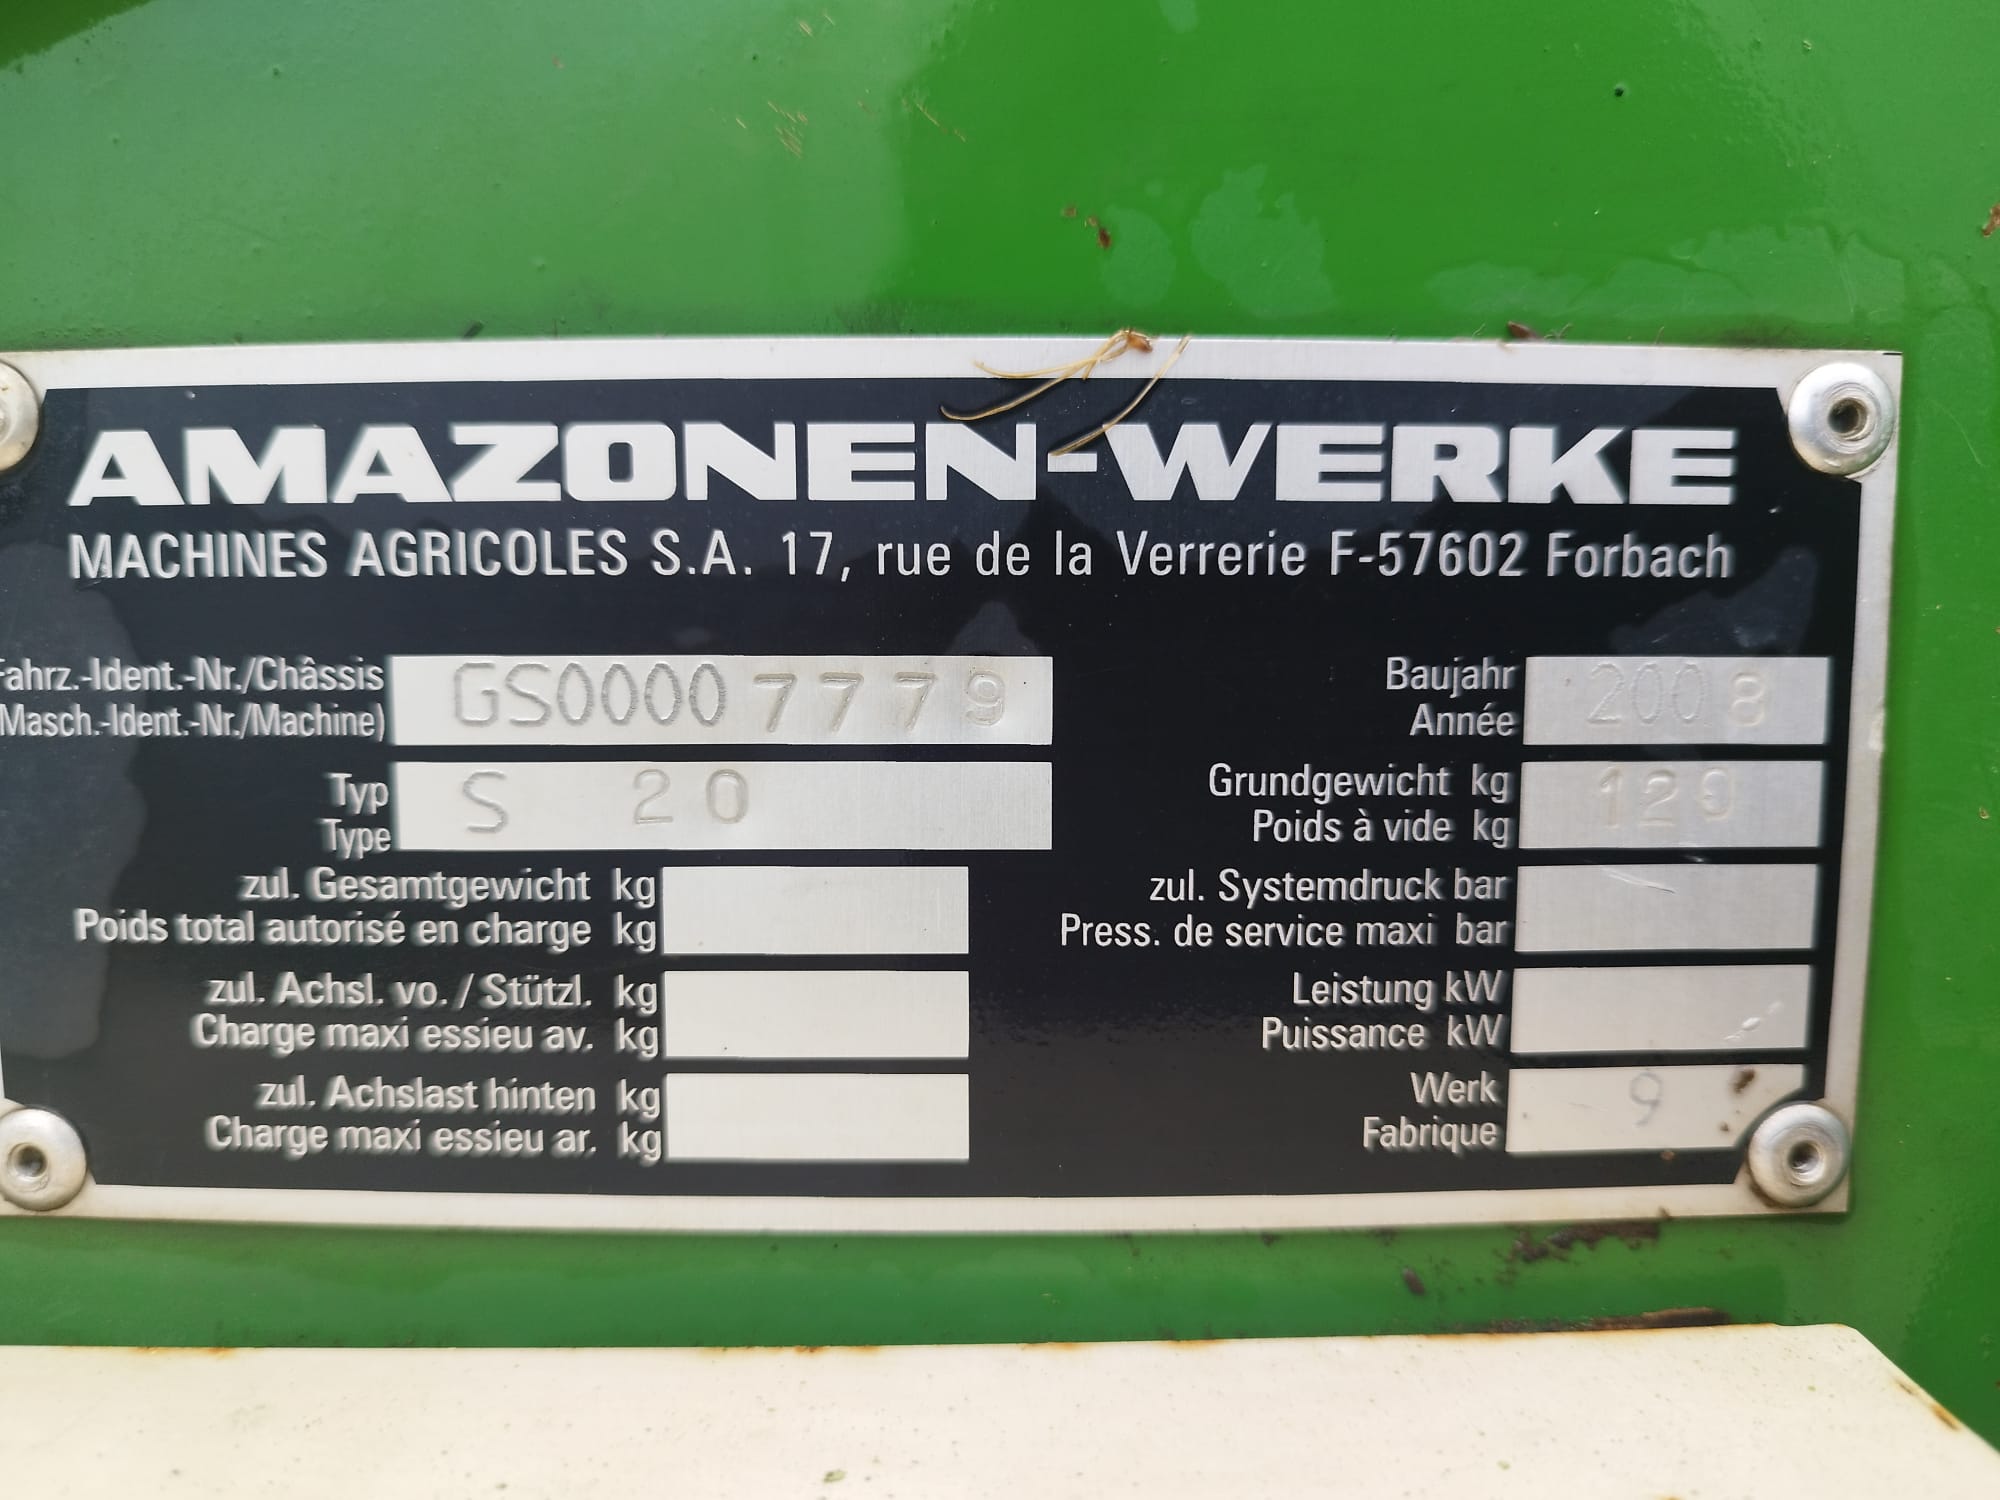 AMAZONEN-WERKE
MACHINES AGRICOLES S.A. 17, rue de la Verrerie F-57602 Forbach
Fahrz.-Ident.-Nr./Châssis GS00007779
Masch.-Ident.-Nr./Machine)
Typ S 20
Type
zul. Gesamtgewicht kg
Poids total autorisé en charge kg
zul. Achsl. vo. / Stützl. kg
Charge maxi essieu av. kg
zul. Achslast hinten kg
Charge maxi essieu ar. kg
Baujahr 2008
Année
Grundgewicht kg
Poids à vide kg
zul. Systemdruck bar
Press. de service maxi bar
Leistung kW
Puissance kW
Werk 9
Fabrique